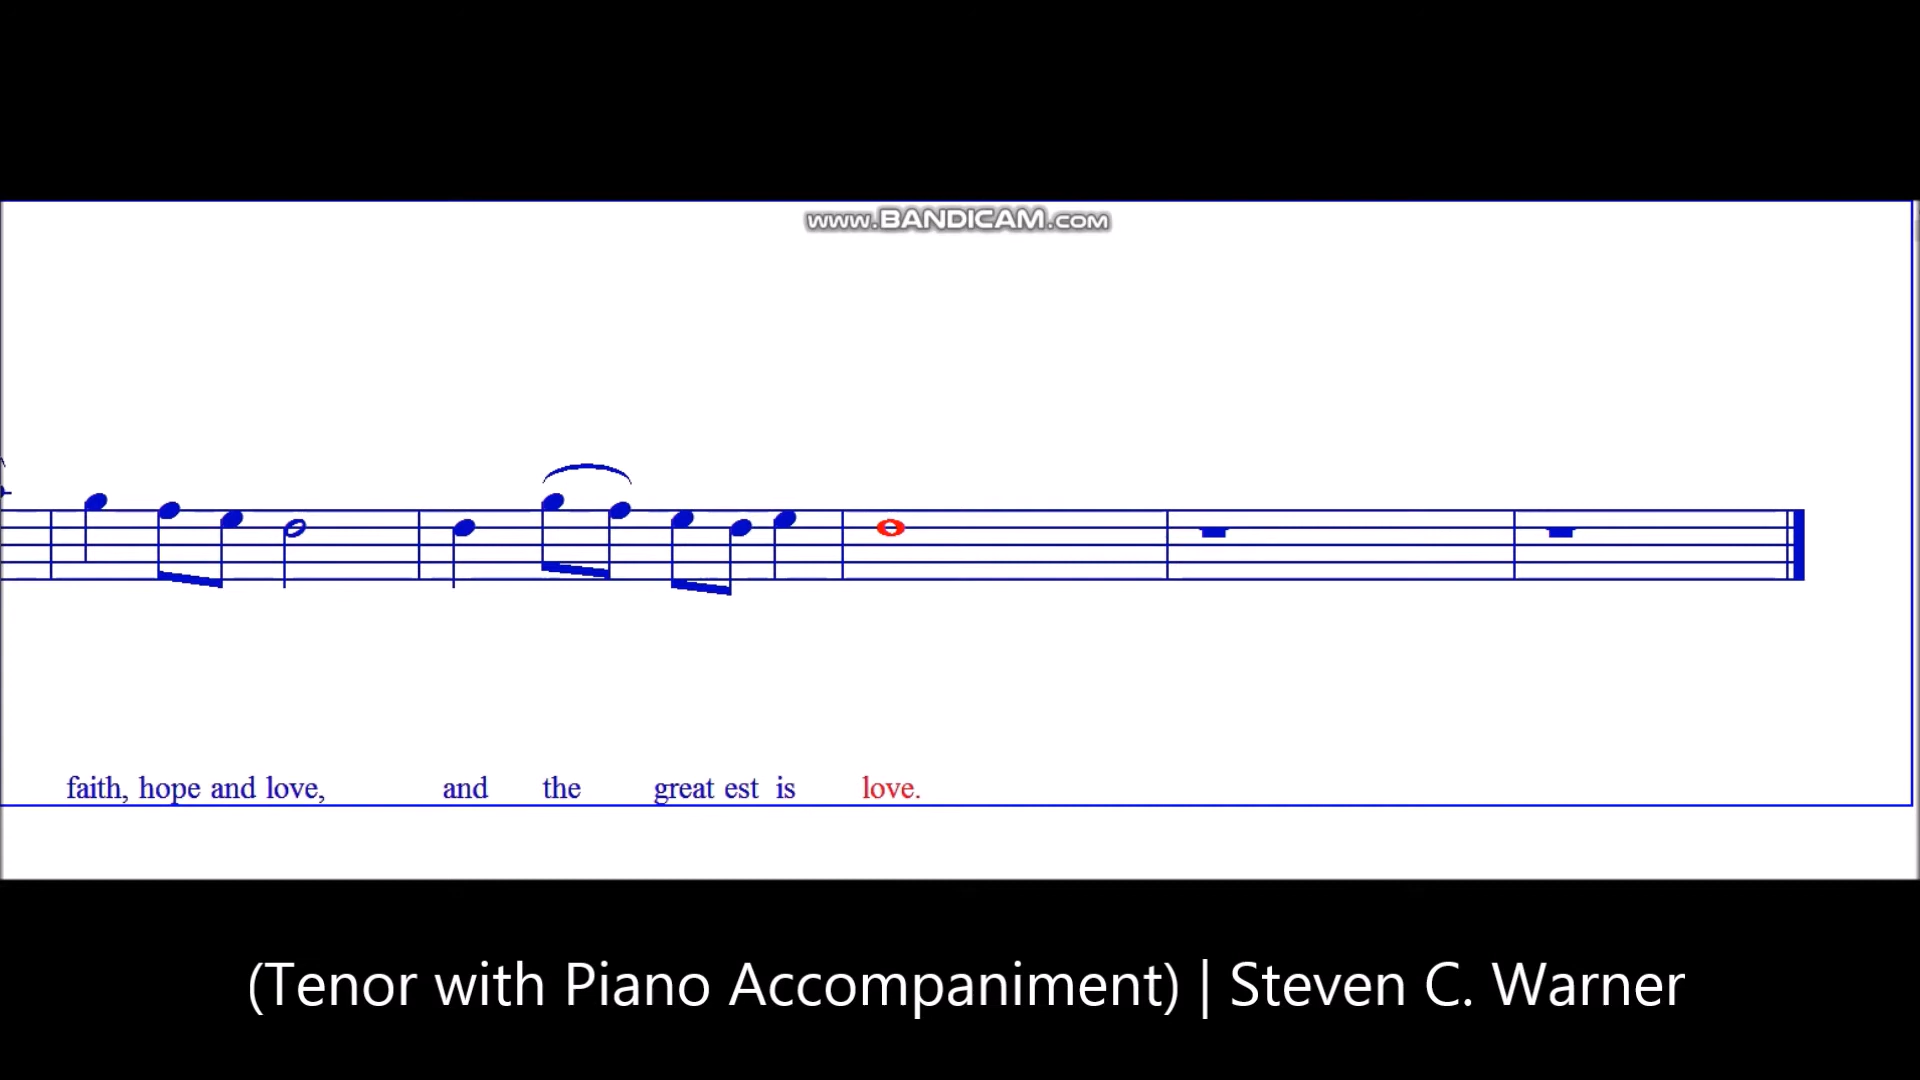 www.BANDICAM.com
faith, hope and love, and the great est is love.
(Tenor with Piano Accompaniment) | Steven C. Warner